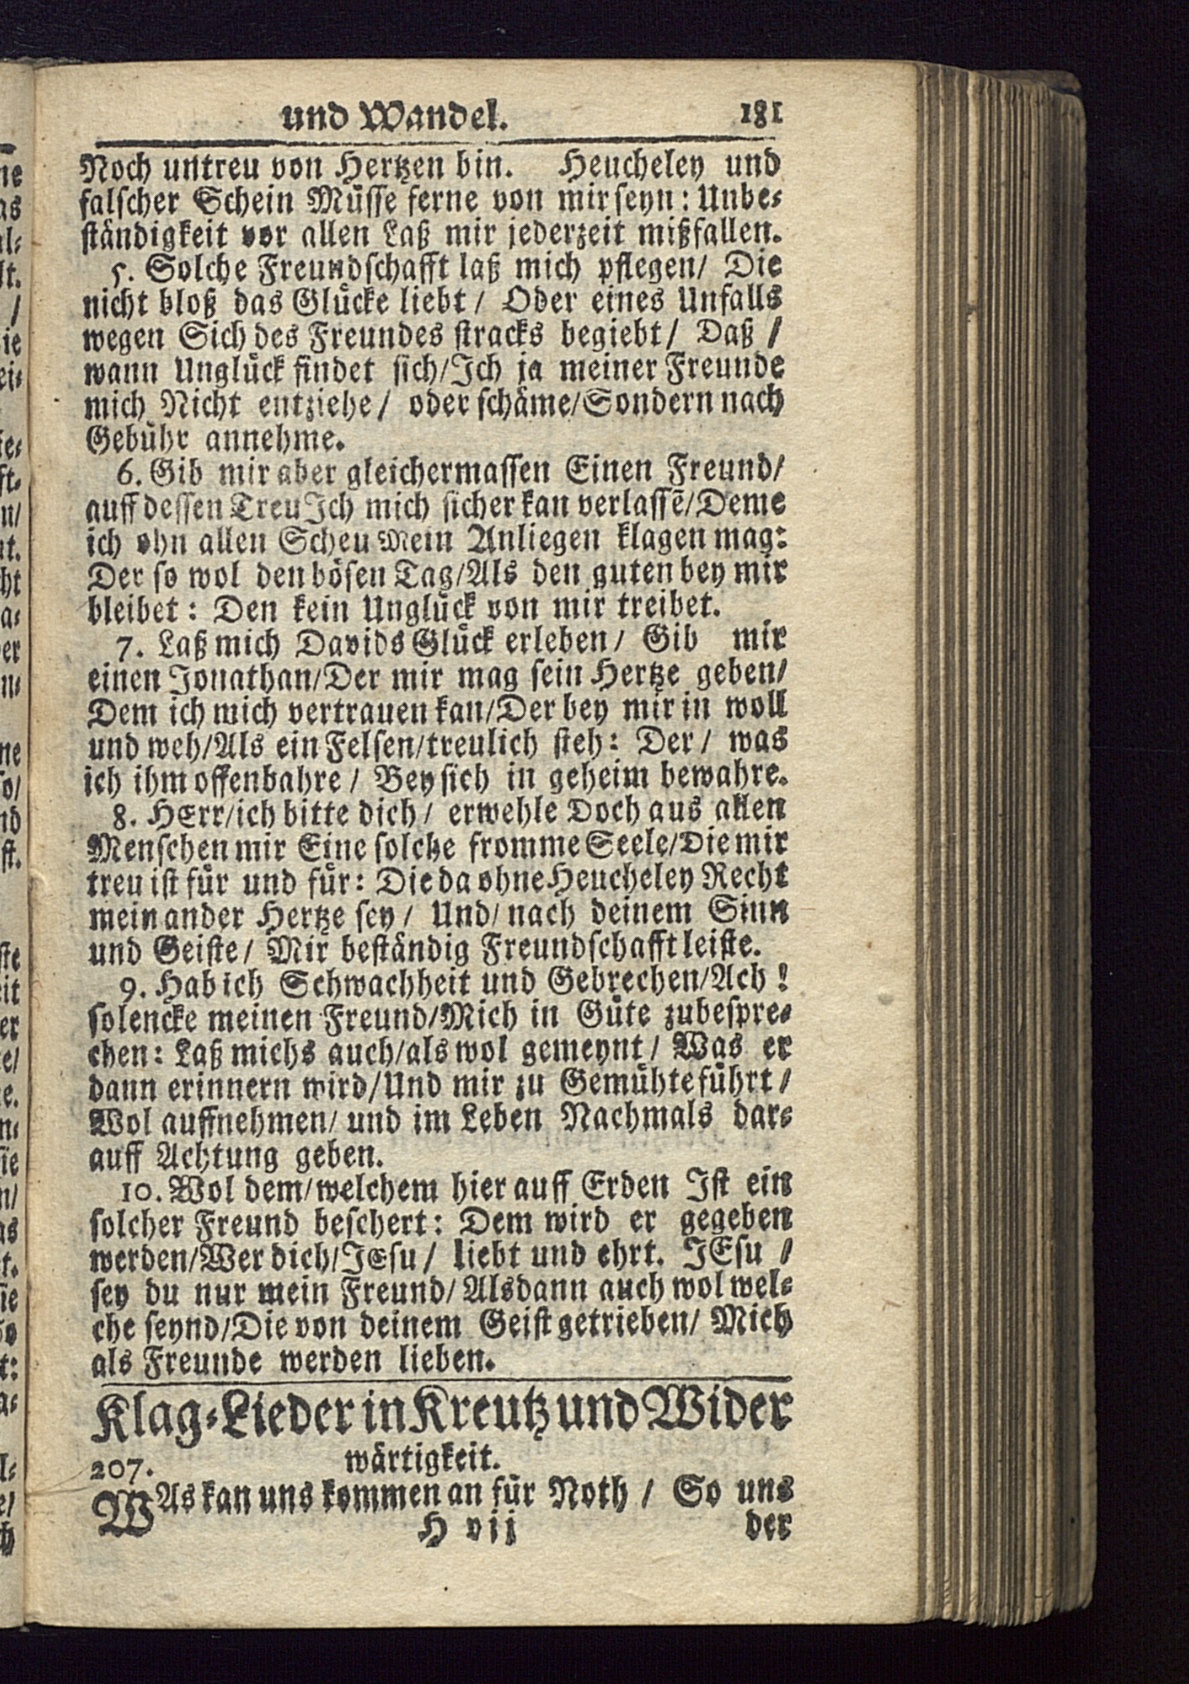 und Wandel. 181
Noch untreu von Hertzen bin. Heucheley und
falscher Schein Müsse ferne von mir seyn: Unbe-
ständigkeit vor allen Laß mir jederzeit mißfallen.
5. Solche Freundschafft laß mich pflegen/ Die
nicht bloß das Glücke liebt / Oder eines Unfalls
wegen Sich des Freundes stracks begiebt/ Daß /
wann Unglück findet sich/Ich ja meiner Freunde
mich Nicht entziehe/ oder schäme/Sondern nach
Gebühr annehme.
6. Gib mir aber gleichermassen Einen Freund/
auff dessen Treu Ich mich sicher kan verlassē/Deme
ich ohn allen Scheu Mein Anliegen klagen mag:
Der so wol den bösen Tag/Als den guten bey mir
bleibet: Den kein Unglück von mir treibet.
7. Laß mich Davids Glück erleben/ Gib mir
einen Jonathan/Der mir mag sein Hertze geben/
Dem ich mich vertrauen kan/Der bey mir in woll
und weh/Als ein Felsen/treulich steh: Der/ was
ich ihm offenbahre / Bey sich in geheim bewahre.
8. HErr/ich bitte dich/ erwehle Doch aus allen
Menschen mir Eine solche fromme Seele/Die mir
treu ist für und für: Die da ohne Heucheley Recht
mein ander Hertze sey/ Und/ nach deinem Sinn
und Geiste/ Mir beständig Freundschafft leiste.
9. Hab ich Schwachheit und Gebrechen/Ach!
so lencke meinen Freund/Mich in Güte zubespre-
chen: Laß michs auch/als wol gemeynt/ Was er
dann erinnern wird/Und mir zu Gemühte führt/
Wol auffnehmen/ und im Leben Nachmals dar-
auff Achtung geben.
10. Wol dem/welchem hier auff Erden Ist ein
solcher Freund beschert: Dem wird er gegeben
werden/Wer dich/JEsu/ liebt und ehrt. JEsu /
sey du nur mein Freund/ Alsdann auch wol wel-
che seynd/Die von deinem Geist getrieben/ Mich
als Freunde werden lieben.
Klag-Lieder in Kreutz und Wider
wärtigkeit.
207.
WAs kan uns kommen an für Noth / So uns
H vij der